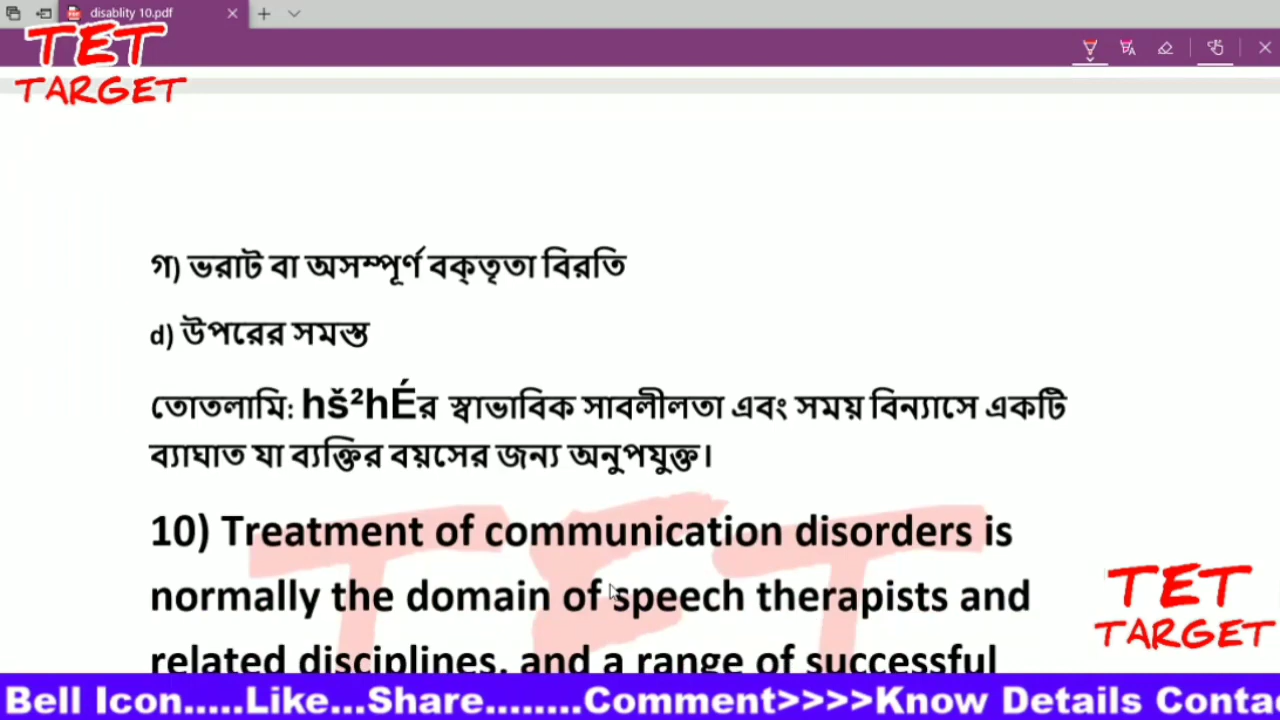 disablity 10.pdf
TET
TARGET
গ) ভরাট বা অসম্পূর্ণ বক্তৃতা বিরতি
d) উপরের সমস্ত
তোতলামি: hš²hÉর স্বাভাবিক সাবলীলতা এবং সময় বিন্যাসে একটি
ব্যাঘাত যা ব্যক্তির বয়সের জন্য অনুপযুক্ত।
10) Treatment of communication disorders is
normally the domain of speech therapists and
related disciplines, and a range of successful
TET
TET
TARGET
Bell Icon.....Like...Share........Comment>>>>Know Details Conta